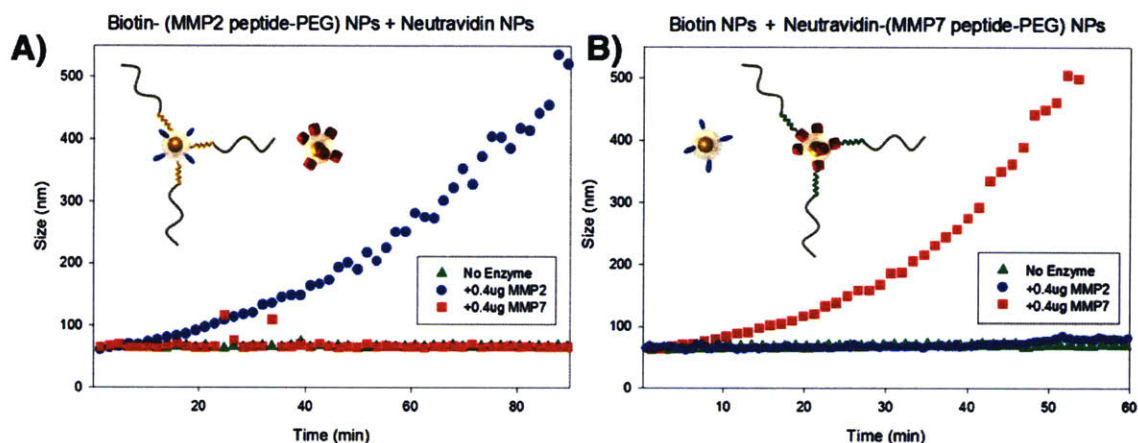 A)
Biotin- (MMP2 peptide-PEG) NPs + Neutravidin NPs
500
400
300
200
100
0
Size (nm)
No Enzyme
+0.4ug MMP2
+0.4ug MMP7
20
40
60
80
Time (min)
B)
Biotin NPs + Neutravidin-(MMP7 peptide-PEG) NPs
500
400
300
200
100
0
Size (nm)
No Enzyme
+0.4ug MMP2
+0.4ug MMP7
10
20
30
40
50
60
Time (min)